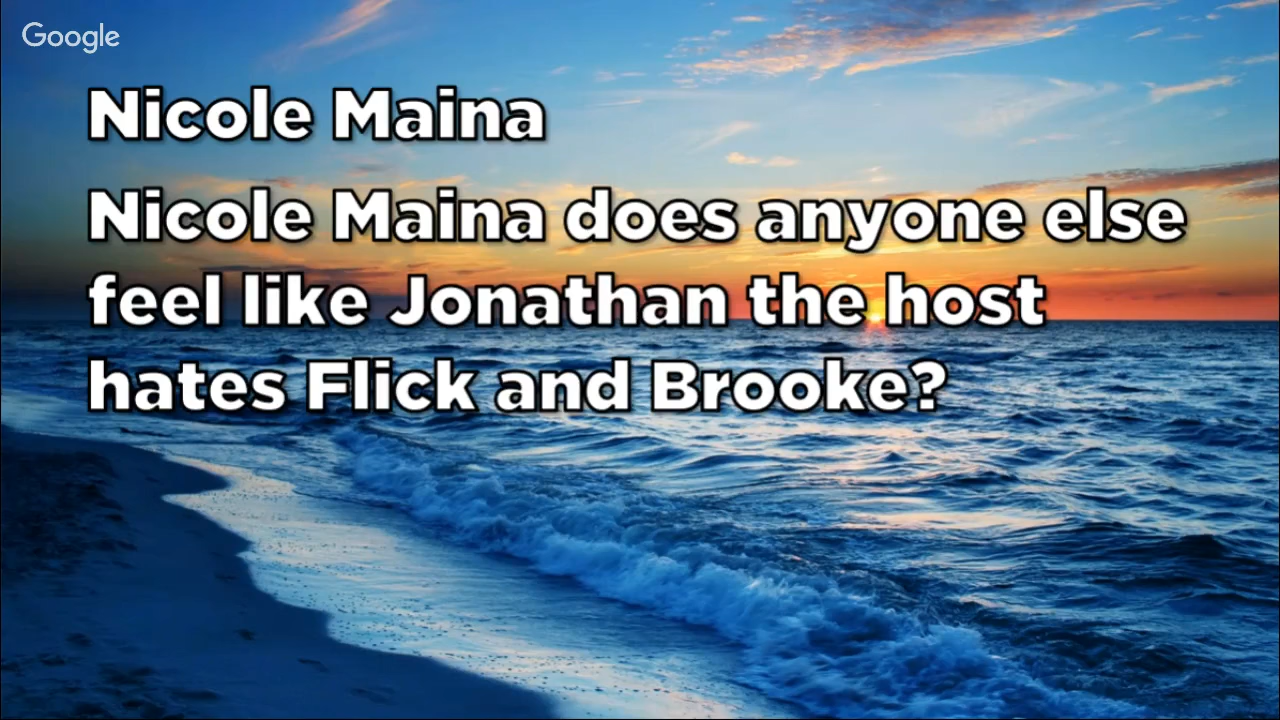 Google
Nicole Maina
Nicole Maina does anyone else
feel like Jonathan the host
hates Flick and Brooke?